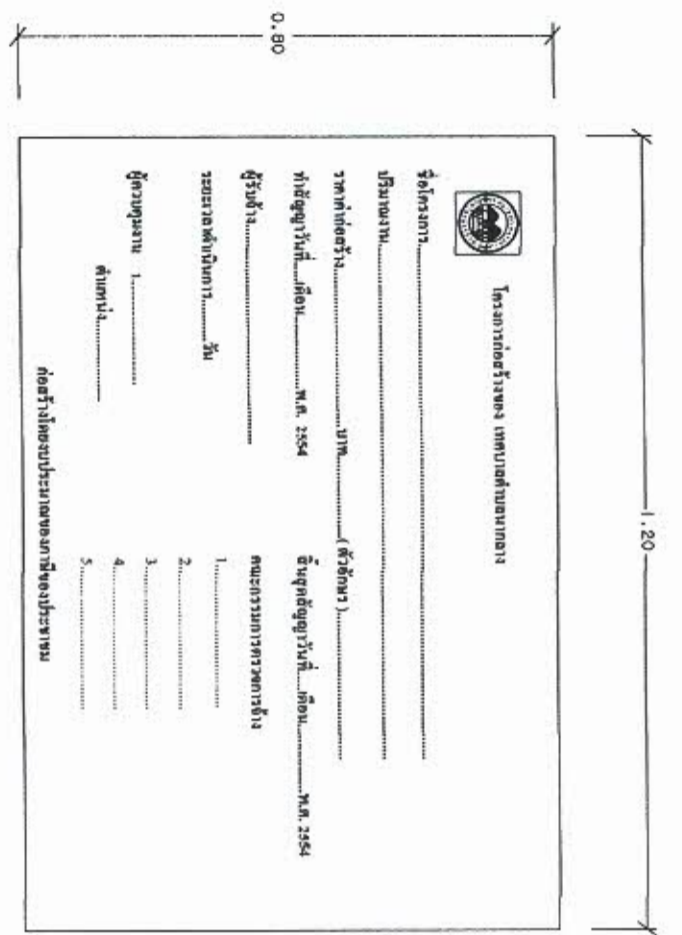 1.20
0.80
โครงการก่อสร้างของ เทศบาลตำบลนากลาง
ชื่อโครงการ................................
ปริมาณงาน................................
ราคาค่าก่อสร้าง................บาท................( ตัวอักษร )................
ทำสัญญาวันที่......เดือน............พ.ศ. 2554 สิ้นสุดสัญญาวันที่......เดือน............พ.ศ. 2554
ผู้รับจ้าง................................ คณะกรรมการตรวจการจ้าง
ระยะเวลาดำเนินการ.........วัน 1................................
2................................
ผู้ควบคุมงาน 1................ 3................................
ตำแหน่ง................ 4................................
5................................
ก่อสร้างโดยงบประมาณของภาษีของประชาชน